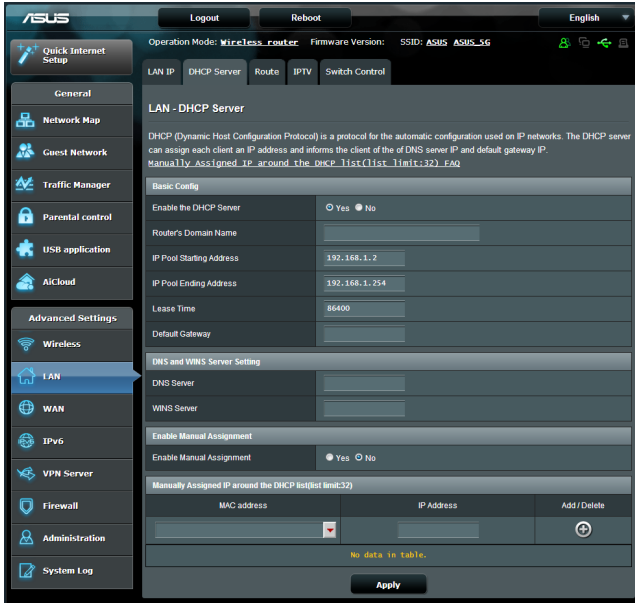 ASUS
Logout Reboot English
Quick Internet Setup
Operation Mode: Wireless router Firmware Version: SSID: ASUS ASUS_5G
LAN IP DHCP Server Route IPTV Switch Control
General
Network Map
Guest Network
Traffic Manager
Parental control
USB application
AiCloud
Advanced Settings
Wireless
LAN
WAN
IPv6
VPN Server
Firewall
Administration
System Log
LAN - DHCP Server
DHCP (Dynamic Host Configuration Protocol) is a protocol for the automatic configuration used on IP networks. The DHCP server
can assign each client an IP address and informs the client of the of DNS server IP and default gateway IP.
Manually Assigned IP around the DHCP list(list limit:32) FAQ
Basic Config
Enable the DHCP Server Yes No
Router's Domain Name
IP Pool Starting Address 192.168.1.2
IP Pool Ending Address 192.168.1.254
Lease Time 86400
Default Gateway
DNS and WINS Server Setting
DNS Server
WINS Server
Enable Manual Assignment
Enable Manual Assignment Yes No
Manually Assigned IP around the DHCP list(list limit:32)
MAC address IP Address Add / Delete
No data in table.
Apply